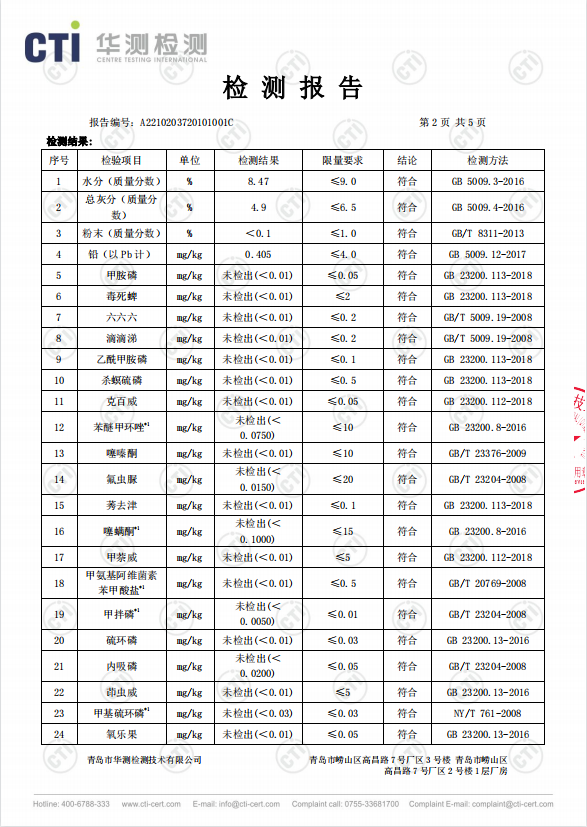 CTI 华测检测
CENTRE TESTING INTERNATIONAL
检 测 报 告
报告编号: A2210203720101001C 第 2 页 共 5 页
检测结果:
序号 检验项目 单位 检测结果 限量要求 结论 检测方法
1 水分(质量分数) % 8.47 ≤9.0 符合 GB 5009.3-2016
2 总灰分(质量分
数) % 4.9 ≤6.5 符合 GB 5009.4-2016
3 粉末(质量分数) % <0.1 ≤1.0 符合 GB/T 8311-2013
4 铅(以 Pb 计) mg/kg 0.405 ≤4.0 符合 GB 5009.12-2017
5 甲胺磷 mg/kg 未检出(<0.01) ≤0.05 符合 GB 23200.113-2018
6 毒死蜱 mg/kg 未检出(<0.01) ≤2 符合 GB 23200.113-2018
7 六六六 mg/kg 未检出(<0.01) ≤0.2 符合 GB/T 5009.19-2008
8 滴滴涕 mg/kg 未检出(<0.01) ≤0.2 符合 GB/T 5009.19-2008
9 乙酰甲胺磷 mg/kg 未检出(<0.01) ≤0.1 符合 GB 23200.113-2018
10 杀螟硫磷 mg/kg 未检出(<0.01) ≤0.5 符合 GB 23200.113-2018
11 克百威 mg/kg 未检出(<0.01) ≤0.05 符合 GB 23200.112-2018
12 苯醚甲环唑*1 mg/kg 未检出(<
0.0750) ≤10 符合 GB 23200.8-2016
13 噻嗪酮 mg/kg 未检出(<0.01) ≤10 符合 GB/T 23376-2009
14 氟虫脲 mg/kg 未检出(<
0.0150) ≤20 符合 GB/T 23204-2008
15 莠去津 mg/kg 未检出(<0.01) ≤0.1 符合 GB 23200.113-2018
16 噻螨酮*1 mg/kg 未检出(<
0.1000) ≤15 符合 GB 23200.8-2016
17 甲萘威 mg/kg 未检出(<0.01) ≤5 符合 GB 23200.112-2018
18 甲氨基阿维菌素
苯甲酸盐*1 mg/kg 未检出(<0.01) ≤0.5 符合 GB/T 20769-2008
19 甲拌磷*1 mg/kg 未检出(<
0.0050) ≤0.01 符合 GB/T 23204-2008
20 硫环磷 mg/kg 未检出(<0.01) ≤0.03 符合 GB 23200.13-2016
21 内吸磷 mg/kg 未检出(<
0.0200) ≤0.05 符合 GB/T 23204-2008
22 茚虫威 mg/kg 未检出(<0.01) ≤5 符合 GB 23200.13-2016
23 甲基硫环磷*1 mg/kg 未检出(<0.03) ≤0.03 符合 NY/T 761-2008
24 氧乐果 mg/kg 未检出(<0.01) ≤0.05 符合 GB 23200.13-2016
青岛市华测检测技术有限公司 青岛市崂山区高昌路 7 号厂区 3 号楼 青岛市崂山区
高昌路 7 号厂区 2 号楼 1 层厂房
Hotline: 400-6788-333 www.cti-cert.com E-mail: info@cti-cert.com Complaint call: 0755-33681700 Complaint E-mail: complaint@cti-cert.com